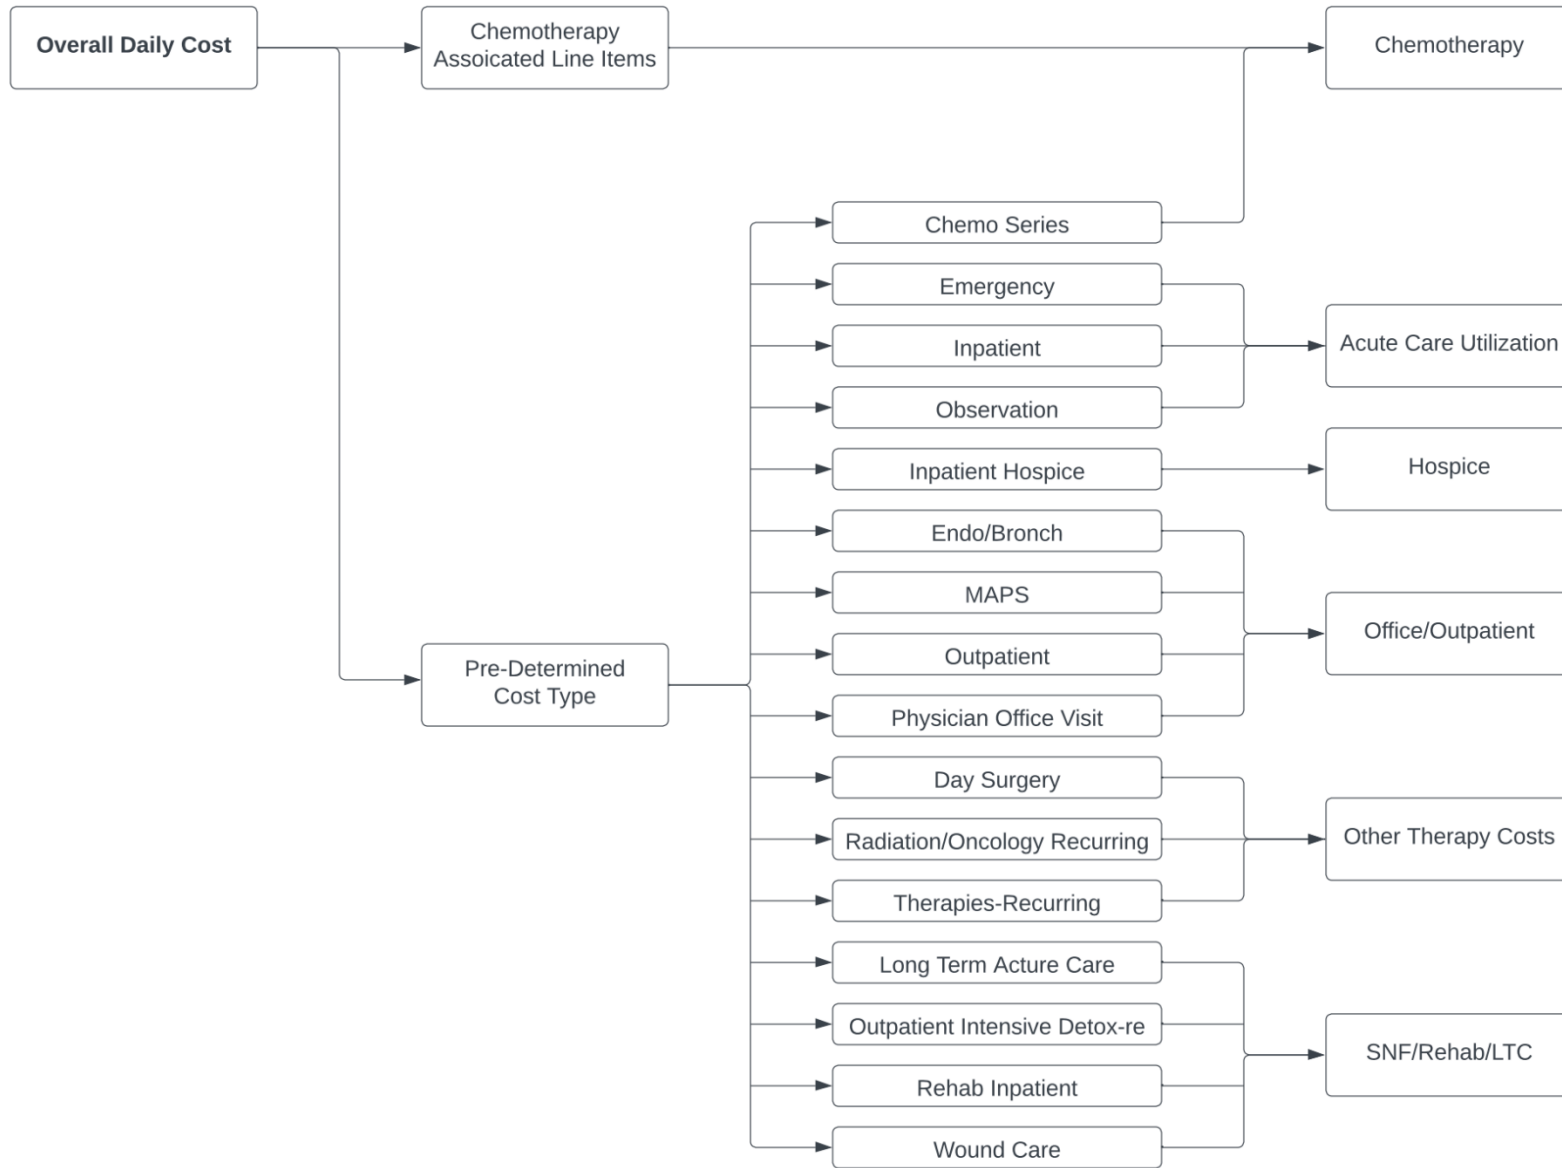 Overall Daily Cost
Chemotherapy
Assoicated Line Items
Chemotherapy
Chemo Series
Emergency
Inpatient
Acute Care Utilization
Observation
Inpatient Hospice
Hospice
Endo/Bronch
MAPS
Office/Outpatient
Outpatient
Pre-Determined
Cost Type
Physician Office Visit
Day Surgery
Radiation/Oncology Recurring
Other Therapy Costs
Therapies-Recurring
Long Term Acture Care
Outpatient Intensive Detox-re
SNF/Rehab/LTC
Rehab Inpatient
Wound Care